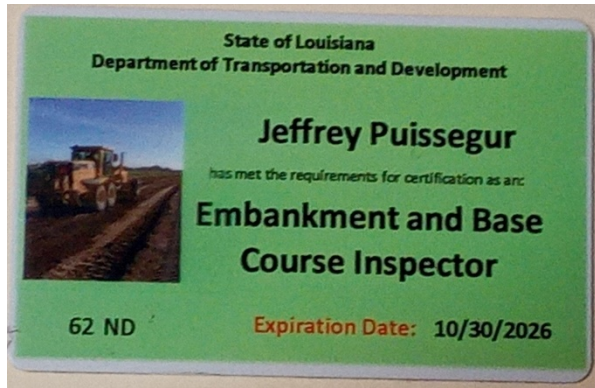 State of Louisiana
Department of Transportation and Development
Jeffrey Puissegur
has met the requirements for certification as an:
Embankment and Base
Course Inspector
62 ND
Expiration Date: 10/30/2026